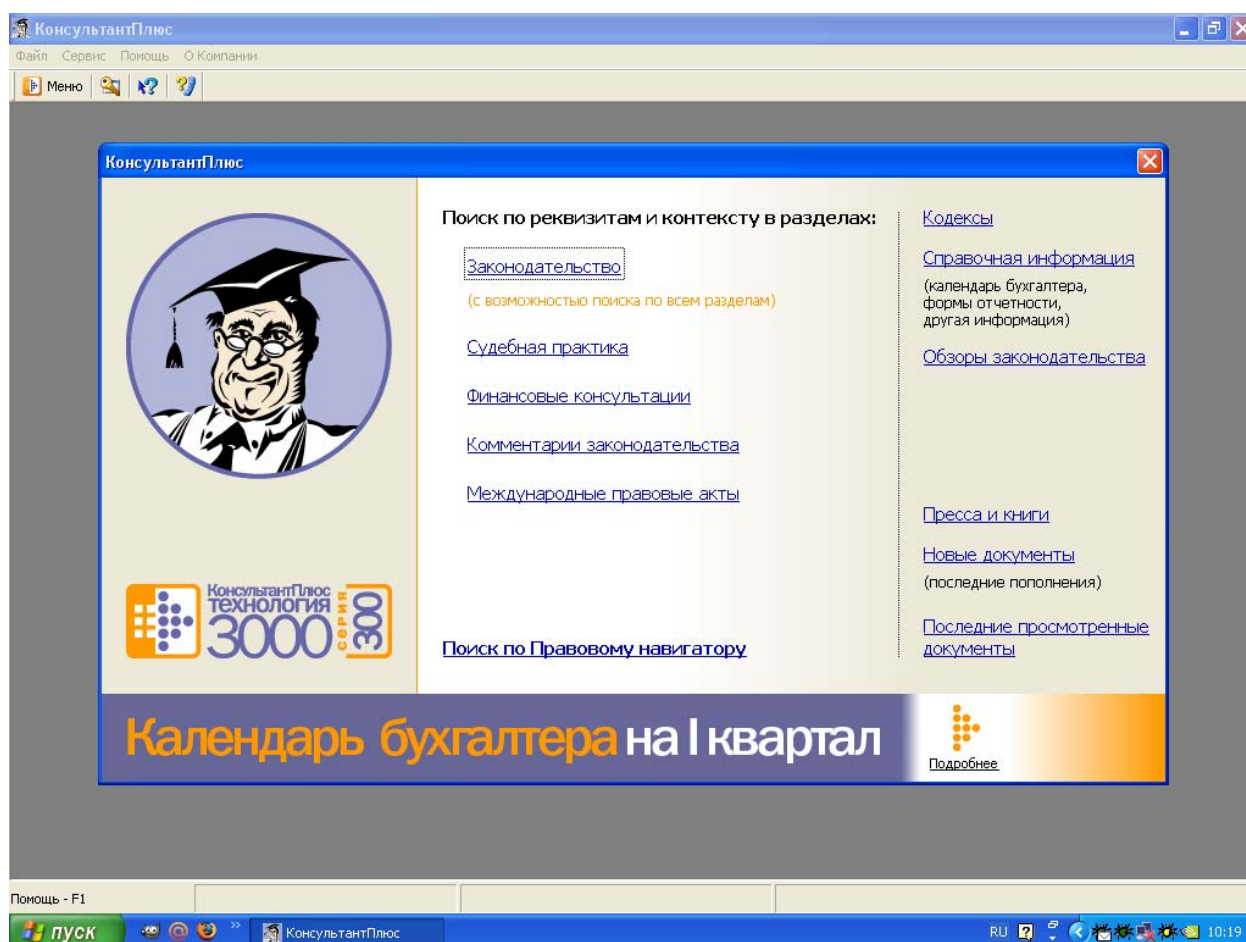 КонсультантПлюс
Файл Сервис Помощь О Компании
Меню
КонсультантПлюс
Поиск по реквизитам и контексту в разделах:
Законодательство
(с возможностью поиска по всем разделам)
Судебная практика
Финансовые консультации
Комментарии законодательства
Международные правовые акты
Поиск по Правовому навигатору
Кодексы
Справочная информация
(календарь бухгалтера,
формы отчетности,
другая информация)
Обзоры законодательства
Пресса и книги
Новые документы
(последние пополнения)
Последние просмотренные
документы
КонсультантПлюс
ТЕХНОЛОГИЯ
3000
серия
300
Календарь бухгалтера на I квартал
Подробнее
Помощь - F1
пуск
КонсультантПлюс
RU
10:19